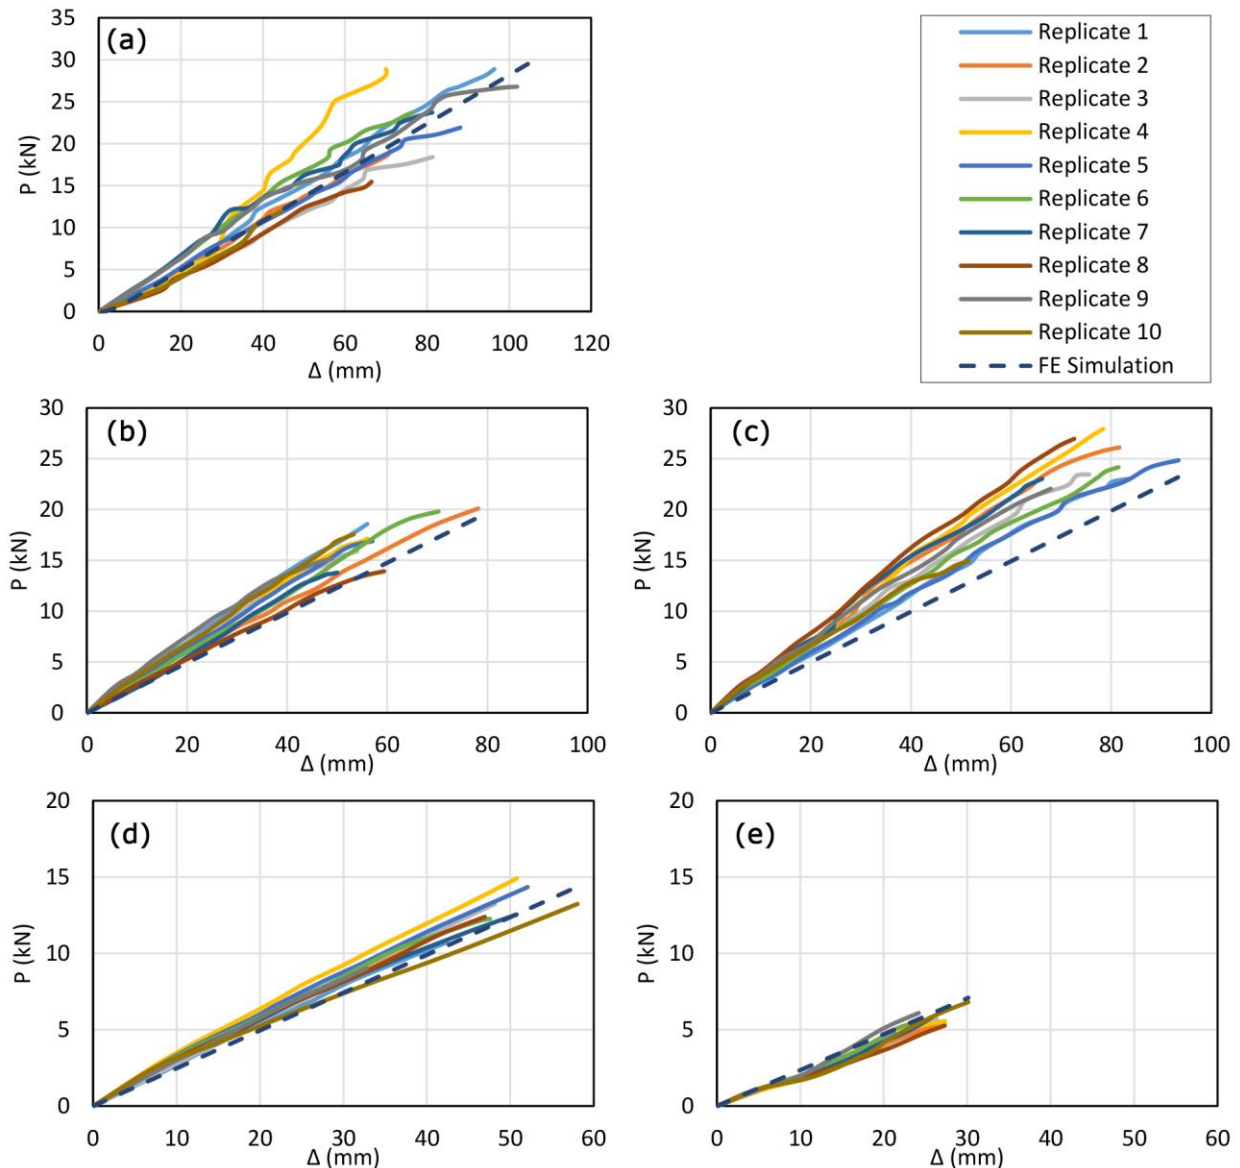 (a)
P (kN)
35
30
25
20
15
10
5
0
0 20 40 60 80 100 120
Δ (mm)
Replicate 1
Replicate 2
Replicate 3
Replicate 4
Replicate 5
Replicate 6
Replicate 7
Replicate 8
Replicate 9
Replicate 10
FE Simulation
(b)
P (kN)
30
25
20
15
10
5
0
0 20 40 60 80 100
Δ (mm)
(c)
P (kN)
30
25
20
15
10
5
0
0 20 40 60 80 100
Δ (mm)
(d)
P (kN)
20
15
10
5
0
0 10 20 30 40 50 60
Δ (mm)
(e)
P (kN)
20
15
10
5
0
0 10 20 30 40 50 60
Δ (mm)